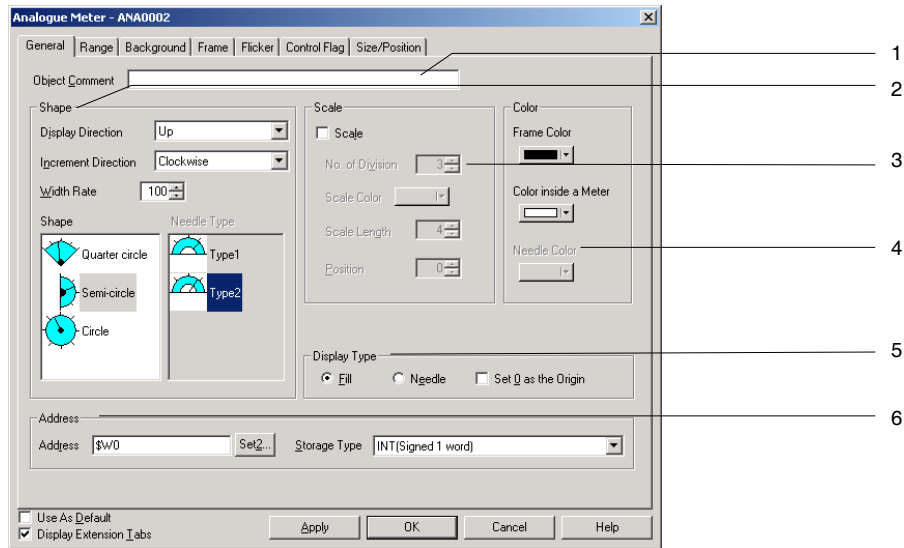 Analogue Meter - ANA0002
General Range Background Frame Flicker Control Flag Size/Position
1
Object Comment
2
Shape
Scale
Color
Display Direction Up
Scale
Frame Color
Increment Direction Clockwise
No. of Division 3
3
Width Rate 100
Scale Color
Color inside a Meter
Shape
Needle Type
Scale Length 4
Quarter circle
Type1
Needle Color
4
Position 0
Semi-circle
Type2
Circle
Display Type
5
Fill Needle Set 0 as the Origin
Address
6
Address $W0 Set2... Storage Type INT(Signed 1 word)
Use As Default
Display Extension Tabs
Apply OK Cancel Help